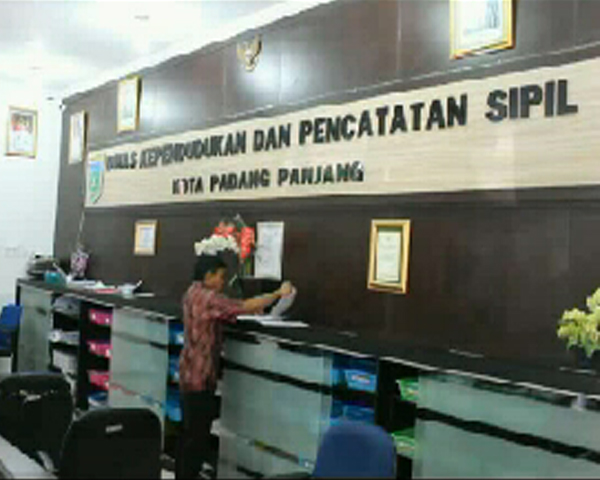 DINAS KEPENDUDUKAN DAN PENCATATAN SIPIL
KOTA PADANG PANJANG